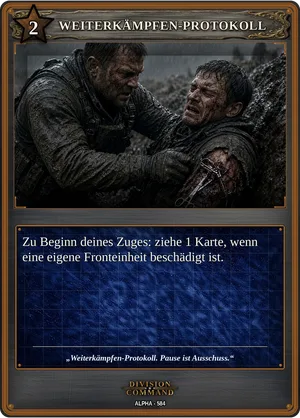 2
WEITERKÄMPFEN-PROTOKOLL
Zu Beginn deines Zuges: ziehe 1 Karte, wenn
eine eigene Fronteinheit beschädigt ist.
„Weiterkämpfen-Protokoll. Pause ist Ausschuss.“
DIVISION
COMMAND
ALPHA - 584